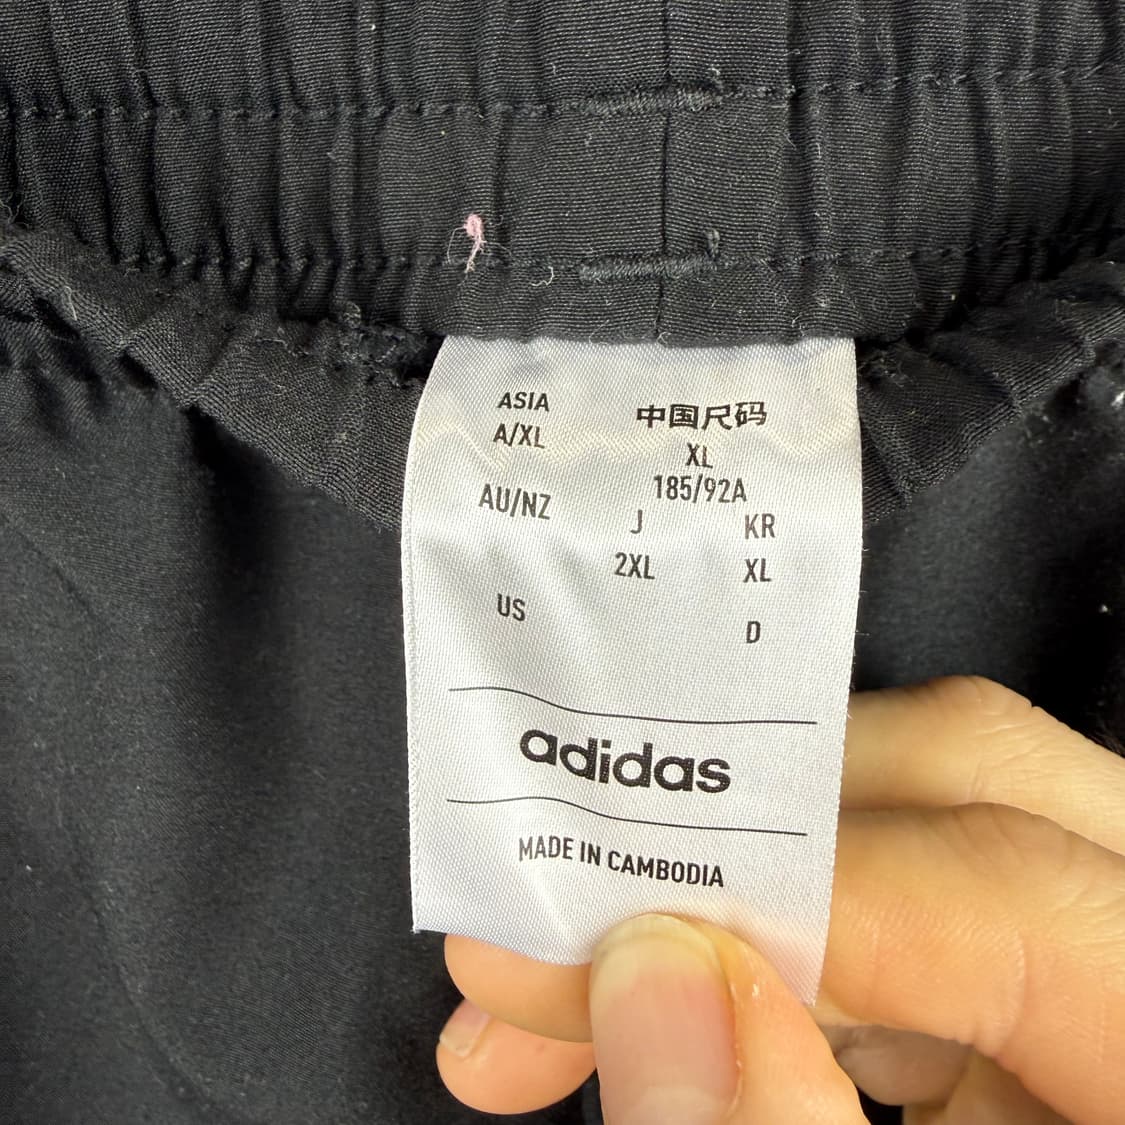 ASIA
A/XL
中国尺码
XL
185/92A
AU/NZ
J
KR
2XL
XL
US
D
adidas
MADE IN CAMBODIA